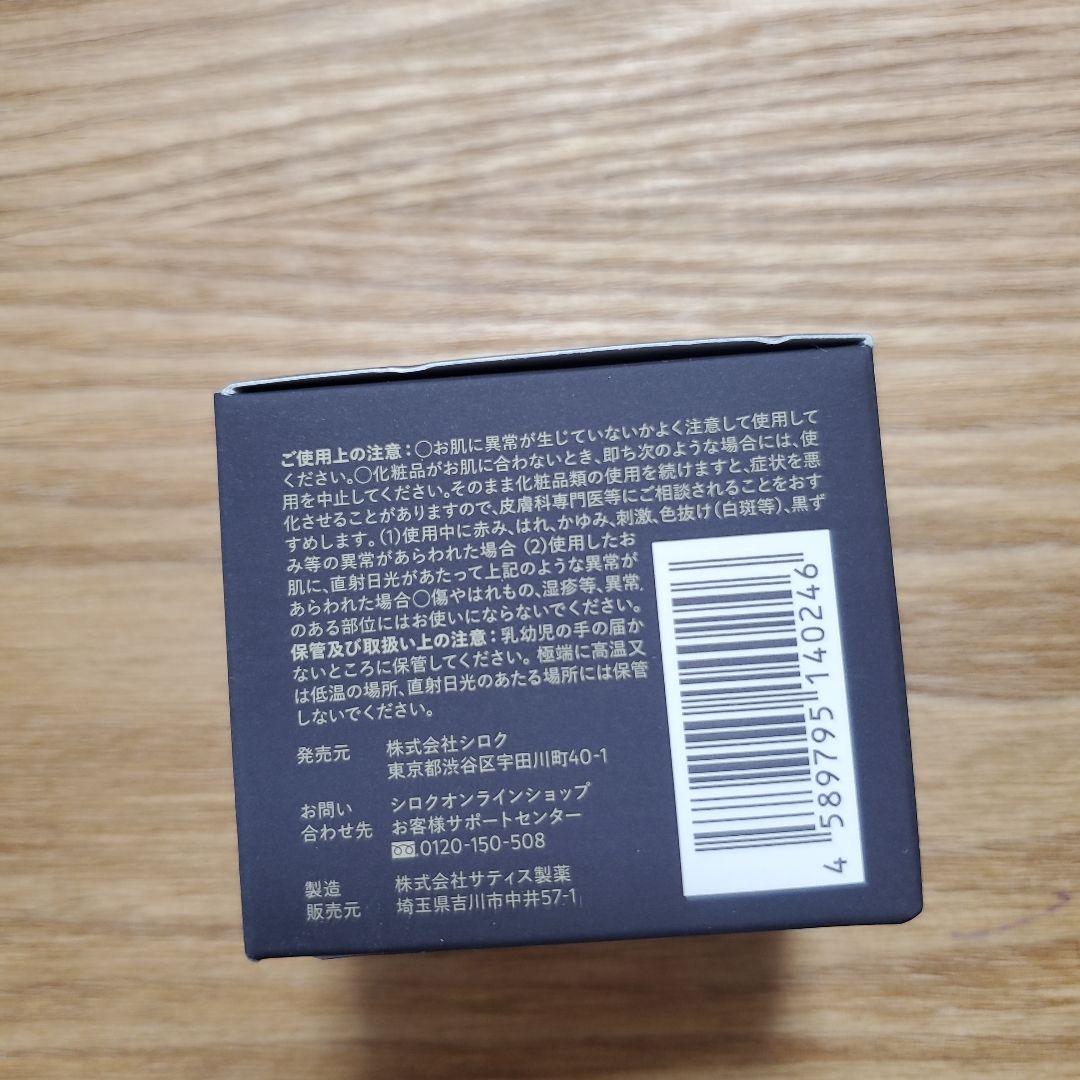 ご使用上の注意：○お肌に異常が生じていないかよく注意して使用して
ください。○化粧品がお肌に合わないとき、即ち次のような場合には、使
用を中止してください。そのまま化粧品類の使用を続けますと、症状を悪
化させることがありますので、皮膚科専門医等にご相談されることをおす
すめします。（1）使用中に赤み、はれ、かゆみ、刺激、色抜け（白斑等）、黒ず
み等の異常があらわれた場合（2）使用したお
肌に、直射日光があたって上記のような異常が
あらわれた場合○傷やはれもの、湿疹等、異常
のある部位にはお使いにならないでください。
保管及び取扱い上の注意：乳幼児の手の届か
ないところに保管してください。極端に高温又
は低温の場所、直射日光のあたる場所には保管
しないでください。
発売元 株式会社シロク
東京都渋谷区宇田川町40-1
お問い合わせ先 シロクオンラインショップ
お客様サポートセンター
0120-150-508
製造販売元 株式会社サティス製薬
埼玉県吉川市中井57-1
4 589795 140246